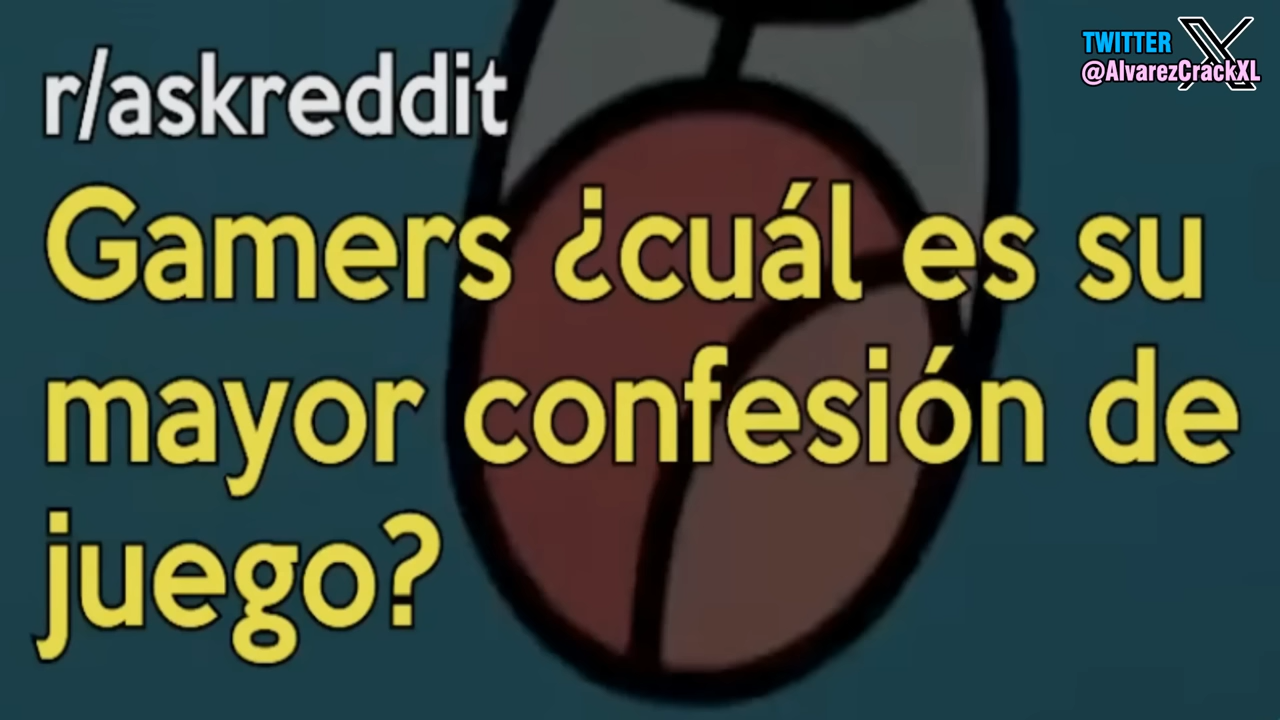 r/askreddit
TWITTER
@AlvarezCrackXL
Gamers ¿cuál es su
mayor confesión de
juego?